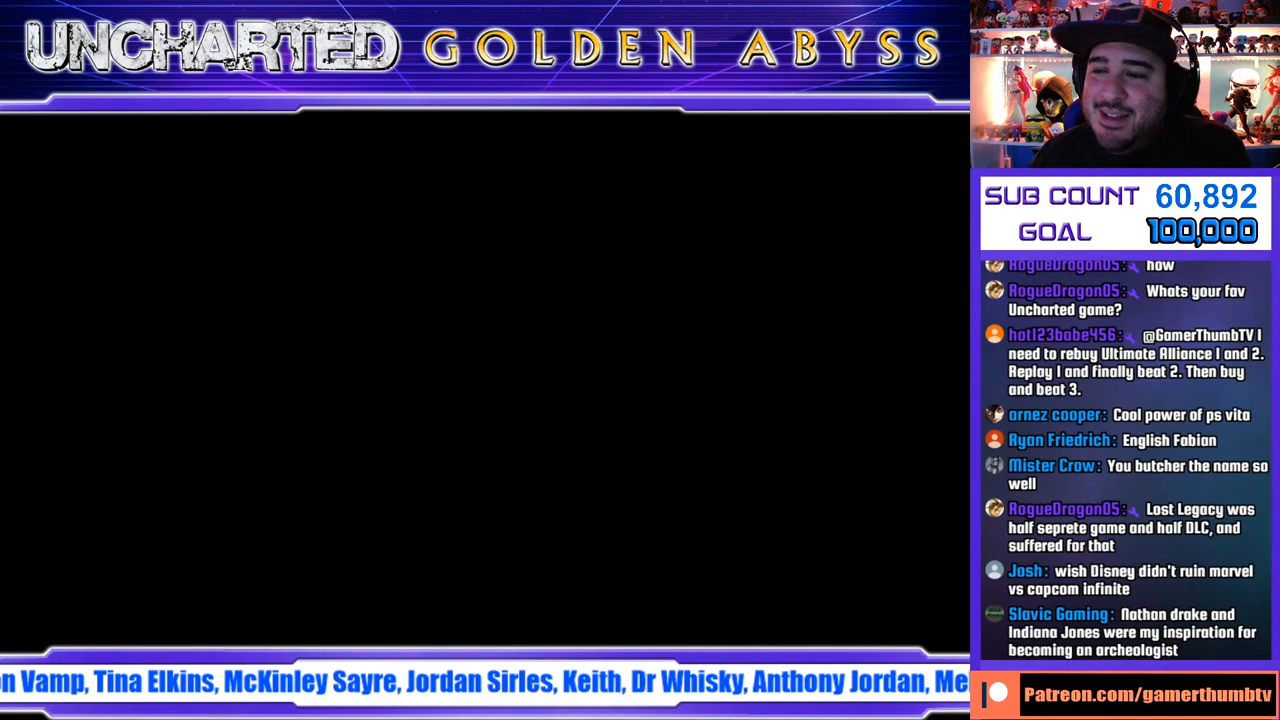 UNCHARTED GOLDEN ABYSS
SUB COUNT 60,892
GOAL 100,000
RogueDragon05: how
RogueDragon05: Whats your fav
Uncharted game?
hot123babe456: @GamerThumbTV I
need to rebuy Ultimate Alliance 1 and 2.
Replay 1 and finally beat 2. Then buy
and beat 3.
arnez cooper: Cool power of ps vita
Ryan Friedrich: English Fabian
Mister Crow: You butcher the name so
well
RogueDragon05: Lost Legacy was
half seprete game and half DLC, and
suffered for that
Josh: wish Disney didn't ruin marvel
vs capcom infinite
Slavic Gaming: Nathan drake and
Indiana Jones were my inspiration for
becoming an archeologist
n Vamp, Tina Elkins, McKinley Sayre, Jordan Sirles, Keith, Dr Whisky, Anthony Jordan, Me
Patreon.com/gamerthumbtv